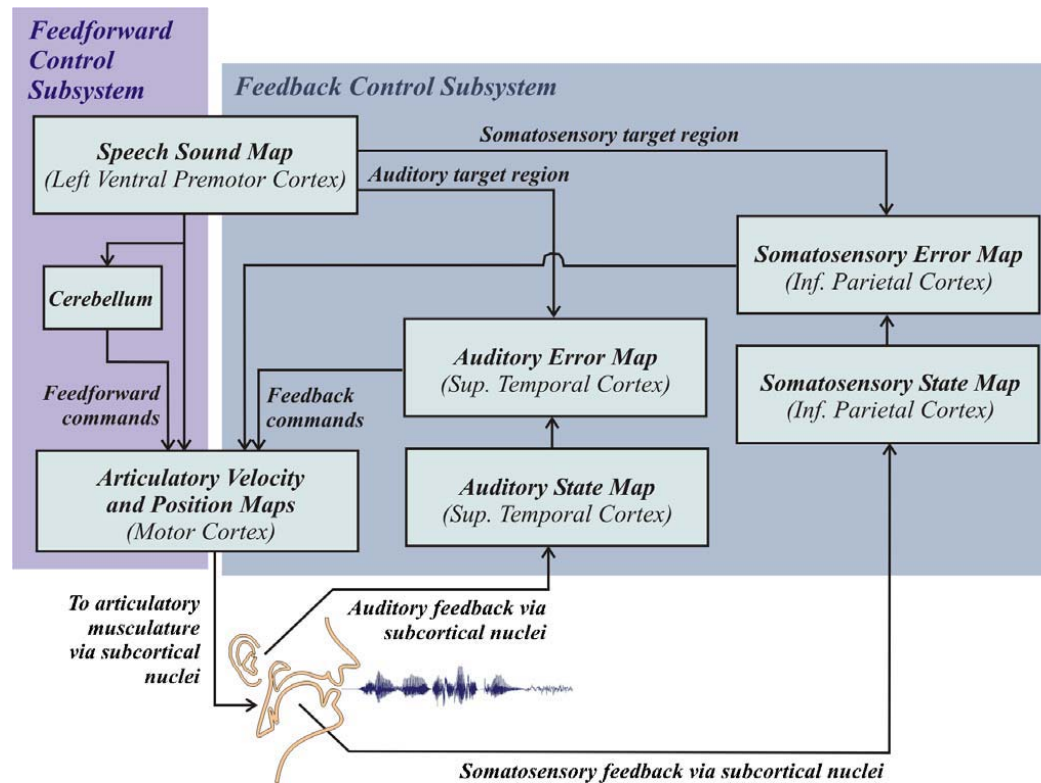 Feedforward
Control
Subsystem
Feedback Control Subsystem
Speech Sound Map
(Left Ventral Premotor Cortex)
Somatosensory target region
Auditory target region
Cerebellum
Somatosensory Error Map
(Inf. Parietal Cortex)
Auditory Error Map
(Sup. Temporal Cortex)
Somatosensory State Map
(Inf. Parietal Cortex)
Feedforward
commands
Feedback
commands
Articulatory Velocity
and Position Maps
(Motor Cortex)
Auditory State Map
(Sup. Temporal Cortex)
To articulatory
musculature
via subcortical
nuclei
Auditory feedback via
subcortical nuclei
Somatosensory feedback via subcortical nuclei